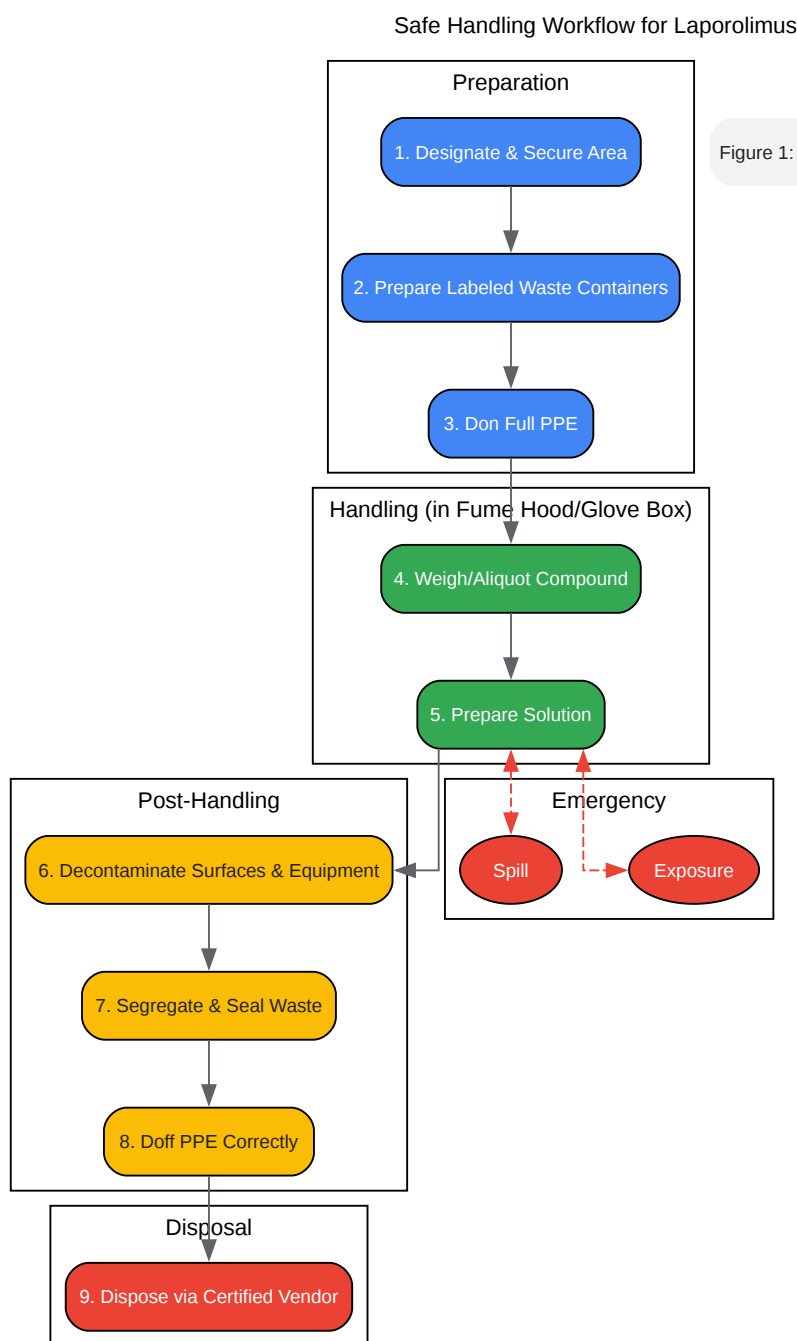 Safe Handling Workflow for Laporolimus
Preparation
1. Designate & Secure Area
Figure 1:
2. Prepare Labeled Waste Containers
3. Don Full PPE
Handling (in Fume Hood/Glove Box)
4. Weigh/Aliquot Compound
5. Prepare Solution
Post-Handling
Emergency
6. Decontaminate Surfaces & Equipment
Spill
Exposure
7. Segregate & Seal Waste
8. Doff PPE Correctly
Disposal
9. Dispose via Certified Vendor